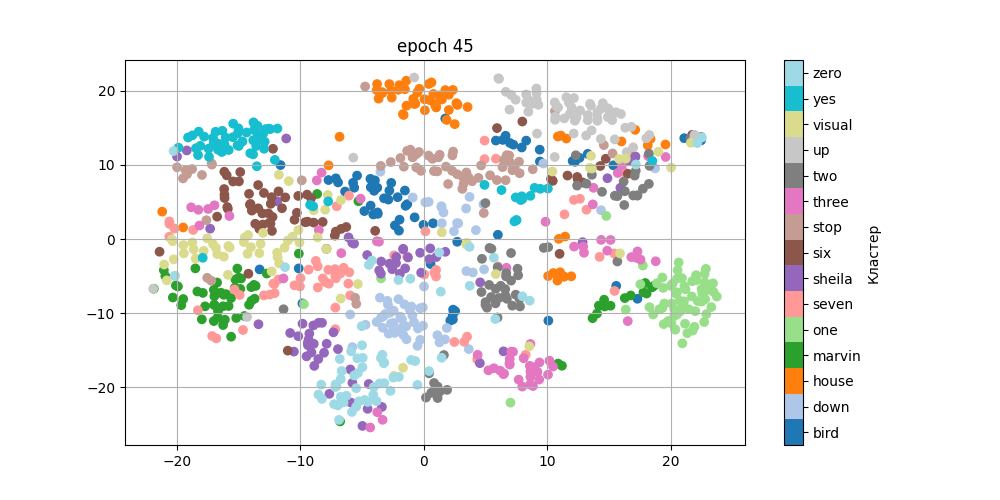 epoch 45
20
10
0
−10
−20
−20
−10
0
10
20
zero
yes
visual
up
two
three
stop
six
sheila
seven
one
marvin
house
down
bird
Кластер